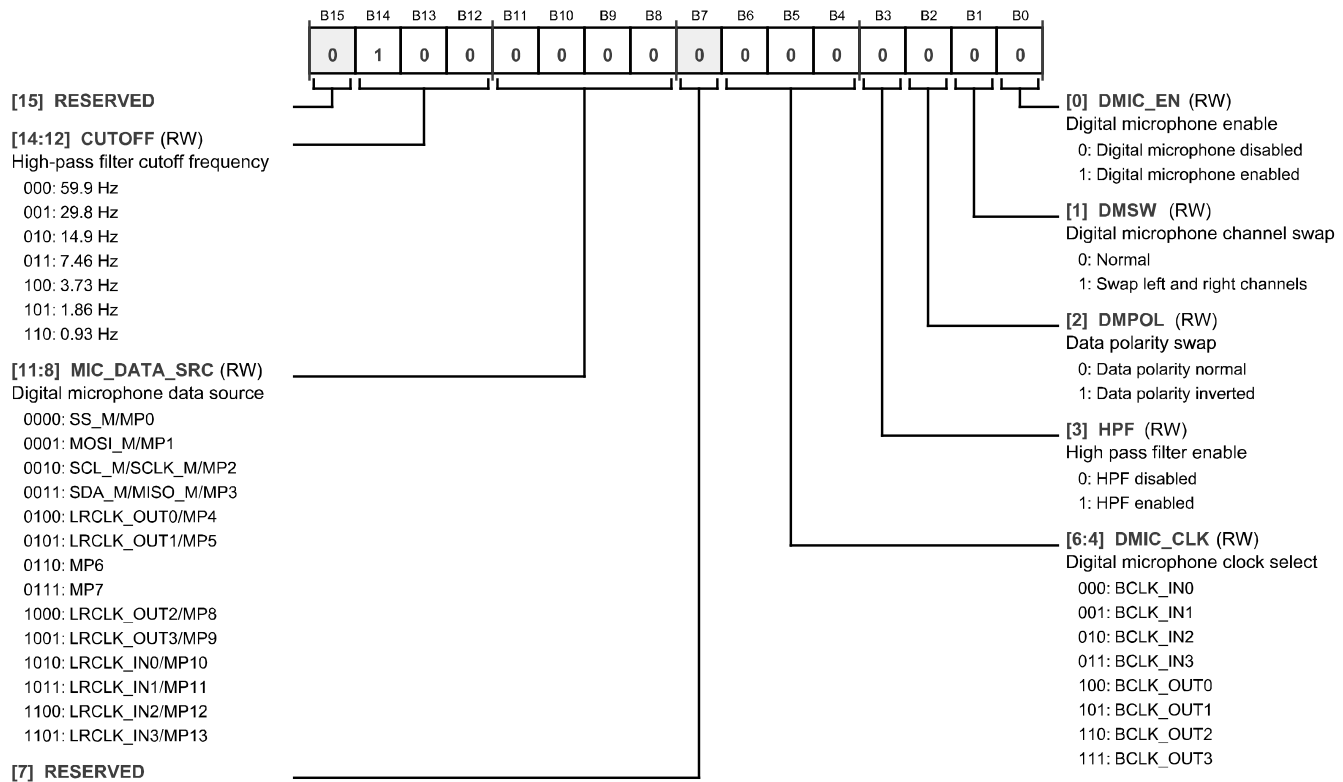 B15 B14 B13 B12 B11 B10 B9 B8 B7 B6 B5 B4 B3 B2 B1 B0
0 1 0 0 0 0 0 0 0 0 0 0 0 0 0 0
[15] RESERVED
[14:12] CUTOFF (RW)
High-pass filter cutoff frequency
000: 59.9 Hz
001: 29.8 Hz
010: 14.9 Hz
011: 7.46 Hz
100: 3.73 Hz
101: 1.86 Hz
110: 0.93 Hz
[11:8] MIC_DATA_SRC (RW)
Digital microphone data source
0000: SS_M/MP0
0001: MOSI_M/MP1
0010: SCL_M/SCLK_M/MP2
0011: SDA_M/MISO_M/MP3
0100: LRCLK_OUT0/MP4
0101: LRCLK_OUT1/MP5
0110: MP6
0111: MP7
1000: LRCLK_OUT2/MP8
1001: LRCLK_OUT3/MP9
1010: LRCLK_IN0/MP10
1011: LRCLK_IN1/MP11
1100: LRCLK_IN2/MP12
1101: LRCLK_IN3/MP13
[7] RESERVED
[0] DMIC_EN (RW)
Digital microphone enable
0: Digital microphone disabled
1: Digital microphone enabled
[1] DMSW (RW)
Digital microphone channel swap
0: Normal
1: Swap left and right channels
[2] DMPOL (RW)
Data polarity swap
0: Data polarity normal
1: Data polarity inverted
[3] HPF (RW)
High pass filter enable
0: HPF disabled
1: HPF enabled
[6:4] DMIC_CLK (RW)
Digital microphone clock select
000: BCLK_IN0
001: BCLK_IN1
010: BCLK_IN2
011: BCLK_IN3
100: BCLK_OUT0
101: BCLK_OUT1
110: BCLK_OUT2
111: BCLK_OUT3